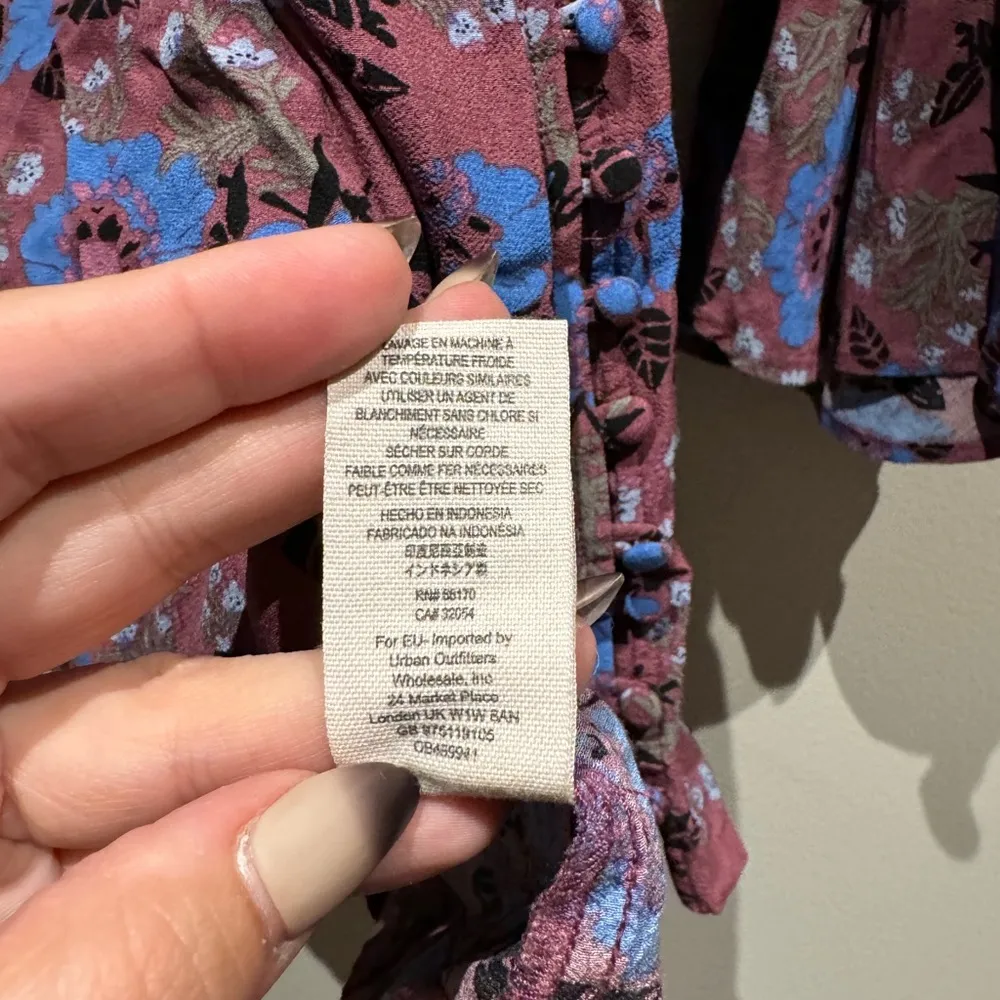 LAVAGE EN MACHINE À
TEMPÉRATURE FROIDE
AVEC COULEURS SIMILAIRES
UTILISER UN AGENT DE
BLANCHIMENT SANS CHLORE SI
NÉCESSAIRE
SÉCHER SUR CORDE
FAIBLE COMME FER NÉCESSAIRES
PEUT-ÊTRE ÊTRE NETTOYÉE SEC
HECHO EN INDONESIA
FABRICADO NA INDONÉSIA
印度尼西亚制造
インドネシア製
RN# 66170
CA# 32054
For EU- Imported by
Urban Outfitters
Wholesale, Inc
24 Market Place
London UK W1W 8AN
GB